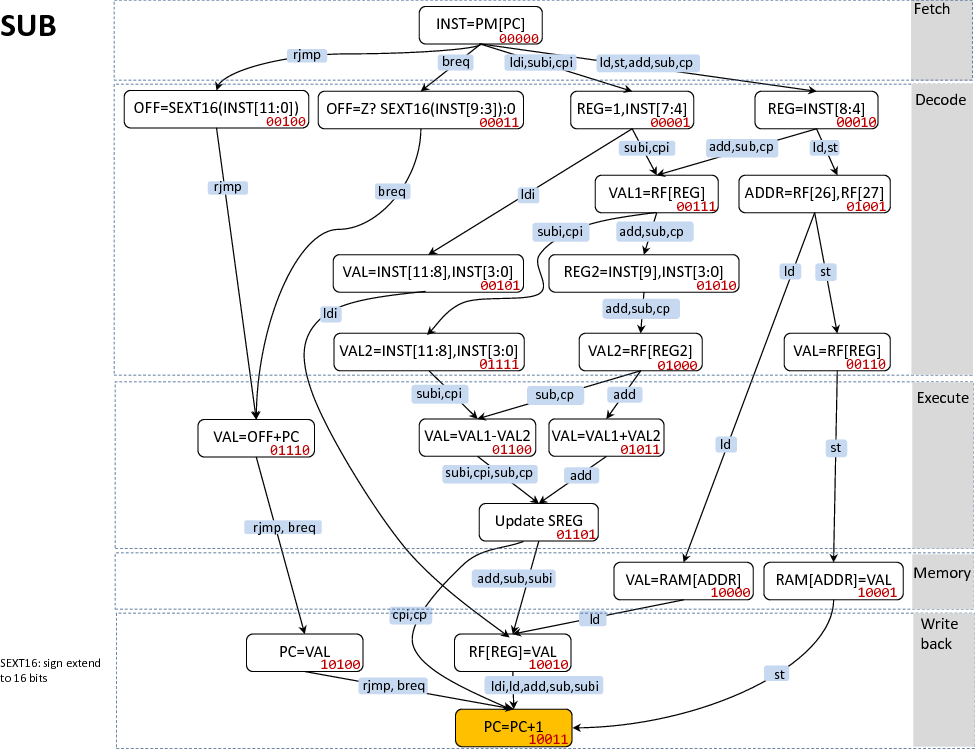 SUB
Fetch
INST=PM[PC]
00000
rjmp
breq
ldi,subi,cpi
ld,st,add,sub,cp
Decode
OFF=SEXT16(INST[11:0])
00100
OFF=Z? SEXT16(INST[9:3]):0
00011
REG=1,INST[7:4]
00001
REG=INST[8:4]
00010
subi,cpi
add,sub,cp
ld,st
rjmp
breq
ldi
VAL1=RF[REG]
00111
ADDR=RF[26],RF[27]
01001
subi,cpi
add,sub,cp
VAL=INST[11:8],INST[3:0]
00101
REG2=INST[9],INST[3:0]
01010
ld
st
ldi
add,sub,cp
VAL2=INST[11:8],INST[3:0]
01111
VAL2=RF[REG2]
01000
VAL=RF[REG]
00110
Execute
subi,cpi
sub,cp
add
VAL=OFF+PC
01110
VAL=VAL1-VAL2
01100
VAL=VAL1+VAL2
01011
ld
st
subi,cpi,sub,cp
add
Update SREG
01101
rjmp, breq
Memory
add,sub,subi
VAL=RAM[ADDR]
10000
RAM[ADDR]=VAL
10001
cpi,cp
ld
Write
back
PC=VAL
10100
RF[REG]=VAL
10010
SEXT16: sign extend
to 16 bits
rjmp, breq
ldi,ld,add,sub,subi
st
PC=PC+1
10011